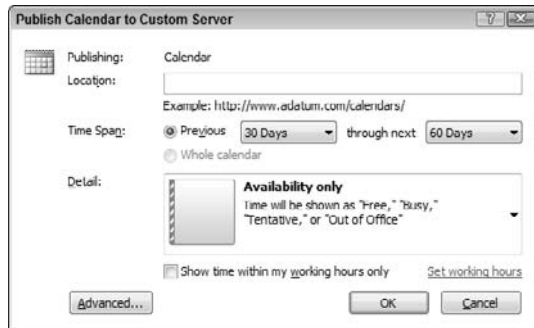 Publish Calendar to Custom Server
Publishing: Calendar
Location:
Example: http://www.adatum.com/calendars/
Time Span: Previous 30 Days through next 60 Days
Whole calendar
Detail: Availability only
Time will be shown as "Free," "Busy,"
"Tentative," or "Out of Office"
Show time within my working hours only Set working hours
Advanced... OK Cancel